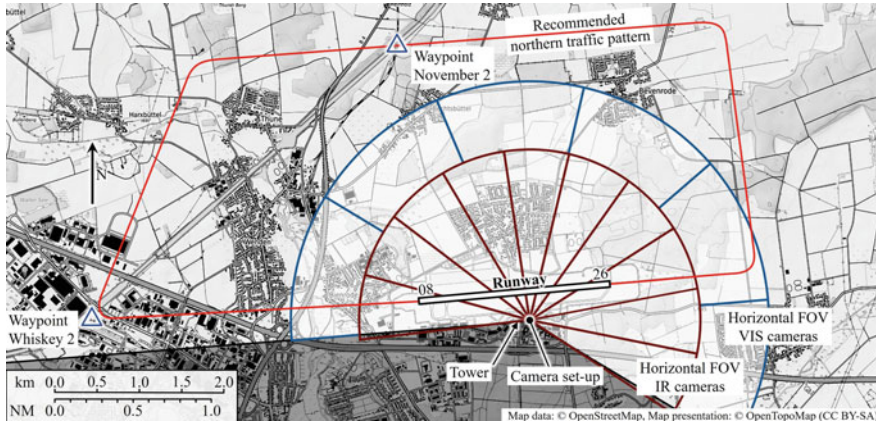 Recommended
northern traffic pattern
Waypoint
November 2
Bevenrode
Harxbüttel
N
08
Runway
26
Waypoint
Whiskey 2
Horizontal FOV
VIS cameras
Tower
Camera set-up
Horizontal FOV
IR cameras
km 0,0 0,5 1,0 1,5 2,0
NM 0,0 0,5 1.0
Map data: © OpenStreetMap, Map presentation: © OpenTopoMap (CC BY-SA)